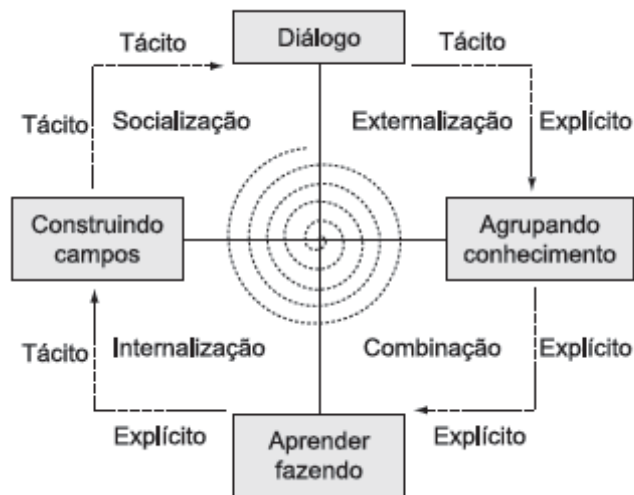 Tácito
Diálogo
Tácito
Tácito
Socialização
Externalização
Explícito
Construindo
campos
Agrupando
conhecimento
Tácito
Internalização
Combinação
Explícito
Explícito
Aprender
fazendo
Explícito